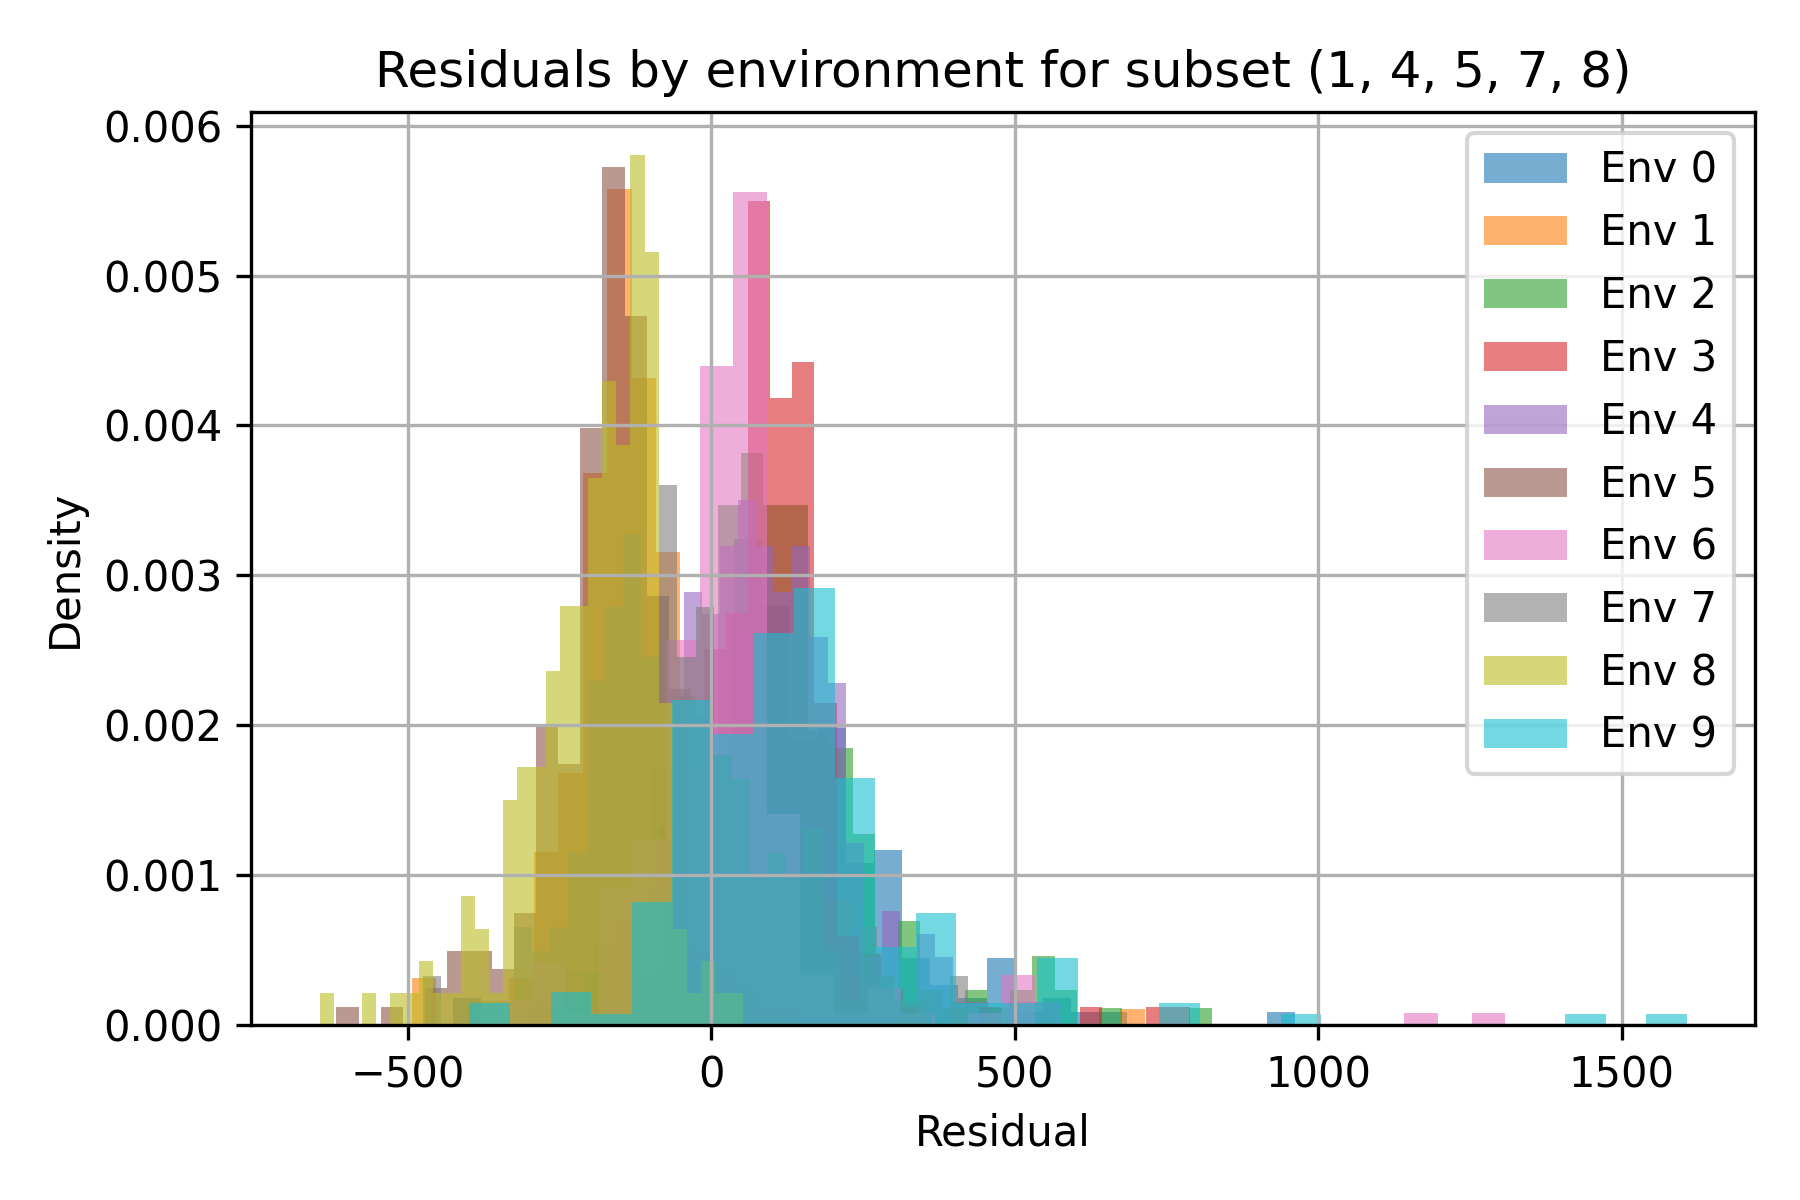 Residuals by environment for subset (1, 4, 5, 7, 8)
0.006
0.005
0.004
0.003
0.002
0.001
0.000
Density
−500
0
500
1000
1500
Residual
Env 0
Env 1
Env 2
Env 3
Env 4
Env 5
Env 6
Env 7
Env 8
Env 9